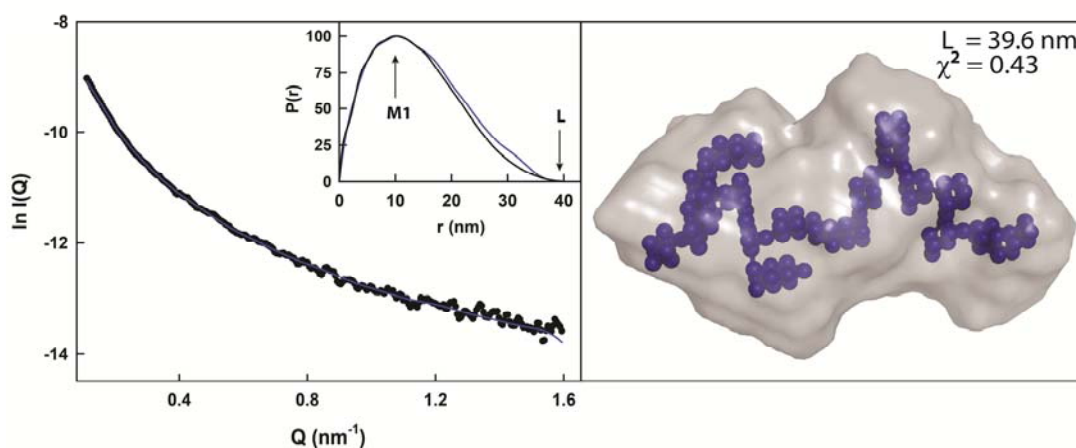 -8
-10
-12
-14
ln I(Q)
0.4
0.8
1.2
1.6
Q (nm⁻¹)
100
75
50
25
0
P(r)
0
10
20
30
40
r (nm)
M1
L
L = 39.6 nm
χ² = 0.43